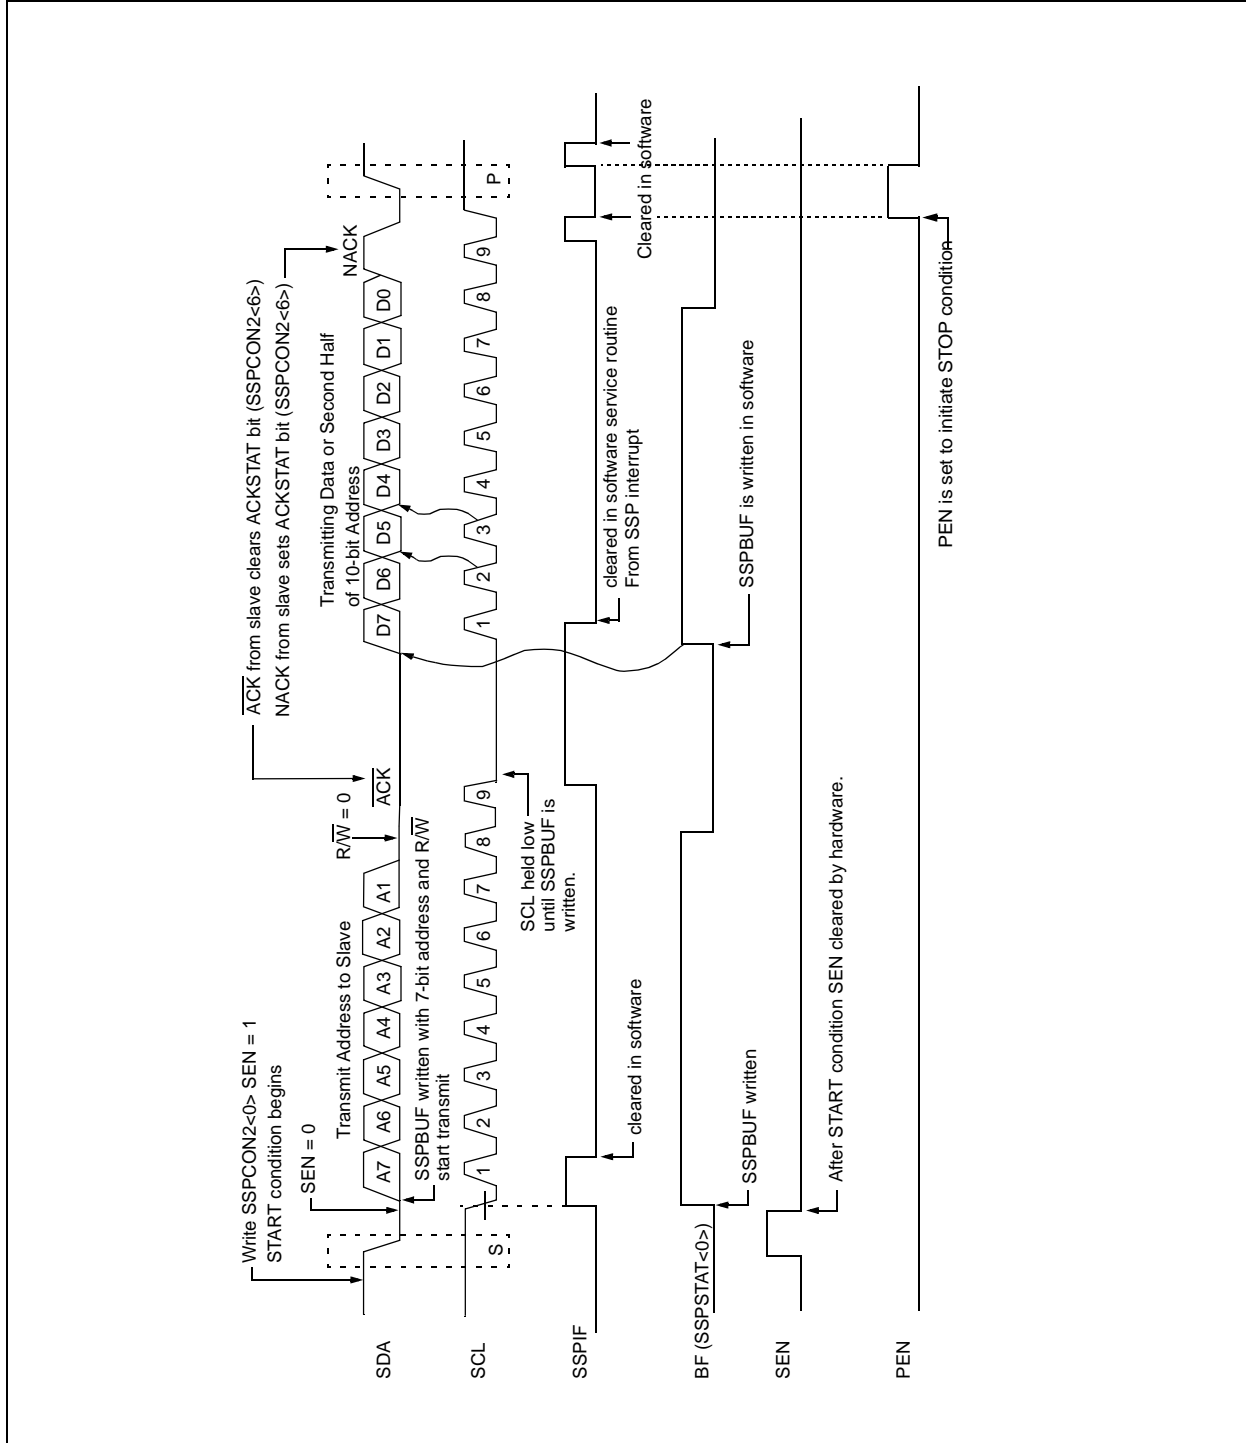 Write SSPCON2<0> SEN = 1
START condition begins
SEN = 0
Transmit Address to Slave
R/W = 0
ACK
ACK from slave clears ACKSTAT bit (SSPCON2<6>)
NACK from slave sets ACKSTAT bit (SSPCON2<6>)
Transmitting Data or Second Half
of 10-bit Address
NACK
SDA
A7 A6 A5 A4 A3 A2 A1
D7 D6 D5 D4 D3 D2 D1 D0
SSPBUF written with 7-bit address and R/W
start transmit
SCL
S
1 2 3 4 5 6 7 8 9
1 2 3 4 5 6 7 8 9
P
SCL held low
until SSPBUF is
written.
SSPIF
cleared in software
cleared in software service routine
From SSP interrupt
Cleared in software
BF (SSPSTAT<0>)
SSPBUF written
SSPBUF is written in software
SEN
After START condition SEN cleared by hardware.
PEN
PEN is set to initiate STOP condition